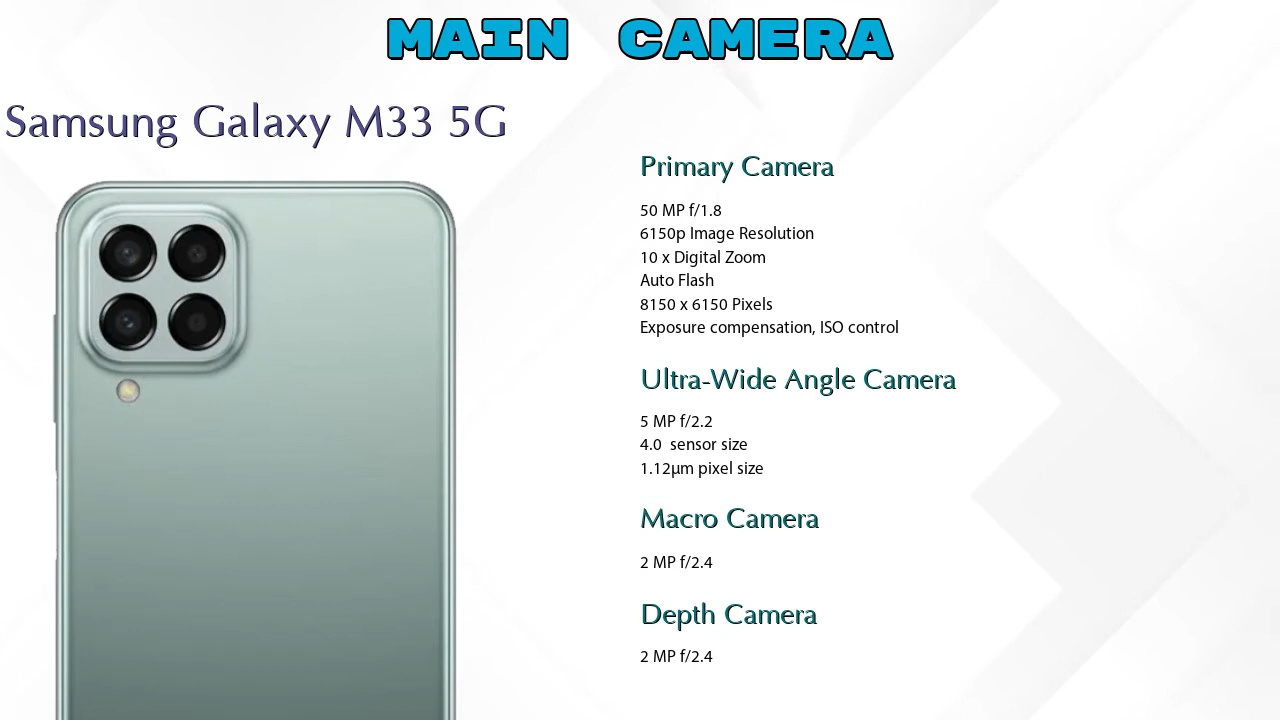 MAIN CAMERA
Samsung Galaxy M33 5G
Primary Camera
50 MP f/1.8
6150p Image Resolution
10 x Digital Zoom
Auto Flash
8150 x 6150 Pixels
Exposure compensation, ISO control
Ultra-Wide Angle Camera
5 MP f/2.2
4.0  sensor size
1.12µm pixel size
Macro Camera
2 MP f/2.4
Depth Camera
2 MP f/2.4